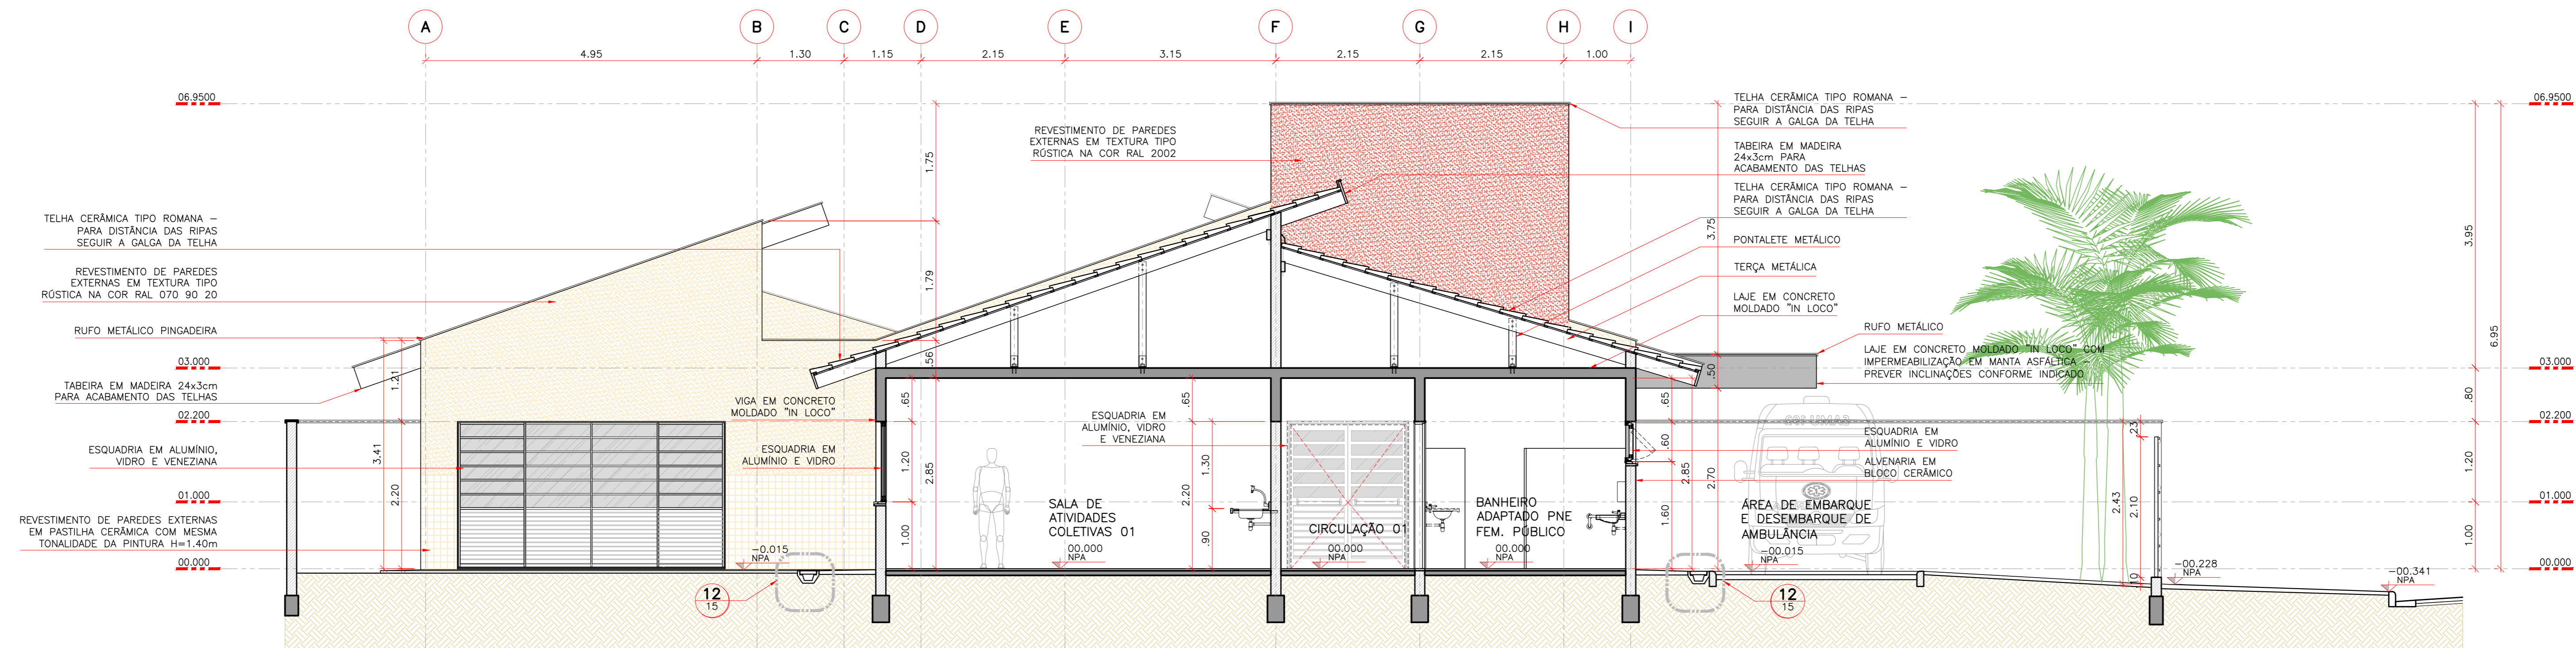 A
B
C
D
E
F
G
H
I
4.95
1.30
1.15
2.15
3.15
2.15
2.15
1.00
06.9500
06.9500
REVESTIMENTO DE PAREDES
EXTERNAS EM TEXTURA TIPO
RÚSTICA NA COR RAL 2002
TELHA CERÂMICA TIPO ROMANA –
PARA DISTÂNCIA DAS RIPAS
SEGUIR A GALGA DA TELHA
TABEIRA EM MADEIRA
24x3cm PARA
ACABAMENTO DAS TELHAS
TELHA CERÂMICA TIPO ROMANA –
PARA DISTÂNCIA DAS RIPAS
SEGUIR A GALGA DA TELHA
PONTALETE METÁLICO
TERÇA METÁLICA
LAJE EM CONCRETO
MOLDADO "IN LOCO"
RUFO METÁLICO
LAJE EM CONCRETO MOLDADO "IN LOCO" COM
IMPERMEABILIZAÇÃO EM MANTA ASFÁLTICA –
PREVER INCLINAÇÕES CONFORME INDICADO
TELHA CERÂMICA TIPO ROMANA –
PARA DISTÂNCIA DAS RIPAS
SEGUIR A GALGA DA TELHA
REVESTIMENTO DE PAREDES
EXTERNAS EM TEXTURA TIPO
RÚSTICA NA COR RAL 070 90 20
RUFO METÁLICO PINGADEIRA
03.000
TABEIRA EM MADEIRA 24x3cm
PARA ACABAMENTO DAS TELHAS
02.200
ESQUADRIA EM ALUMÍNIO,
VIDRO E VENEZIANA
01.000
REVESTIMENTO DE PAREDES EXTERNAS
EM PASTILHA CERÂMICA COM MESMA
TONALIDADE DA PINTURA H=1.40m
00.000
3.41
1.21
2.20
VIGA EM CONCRETO
MOLDADO "IN LOCO"
ESQUADRIA EM
ALUMÍNIO E VIDRO
1.75
1.79
.56
2.85
.65
1.20
1.00
−0.015
NPA
12
15
SALA DE
ATIVIDADES
COLETIVAS 01
00.000
NPA
ESQUADRIA EM
ALUMÍNIO, VIDRO
E VENEZIANA
.65
2.20
1.30
.90
CIRCULAÇÃO 01
00.000
NPA
BANHEIRO
ADAPTADO PNE
FEM. PÚBLICO
00.000
NPA
3.75
.50
.65
.60
1.60
2.85
2.70
ESQUADRIA EM
ALUMÍNIO E VIDRO
ALVENARIA EM
BLOCO CERÂMICO
ÁREA DE EMBARQUE
E DESEMBARQUE DE
AMBULÂNCIA
−00.015
NPA
12
15
2.43
.23
2.10
.10
−00.228
NPA
−00.341
NPA
3.95
6.95
.80
1.20
1.00
03.000
02.200
01.000
00.000